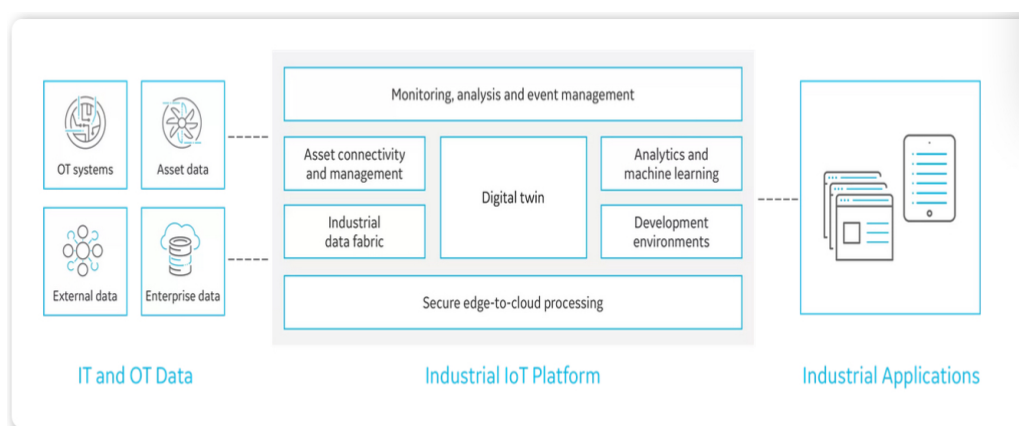 Monitoring, analysis and event management
OT systems
Asset data
Asset connectivity
and management
Digital twin
Analytics and
machine learning
Industrial
data fabric
Development
environments
External data
Enterprise data
Secure edge-to-cloud processing
IT and OT Data
Industrial IoT Platform
Industrial Applications